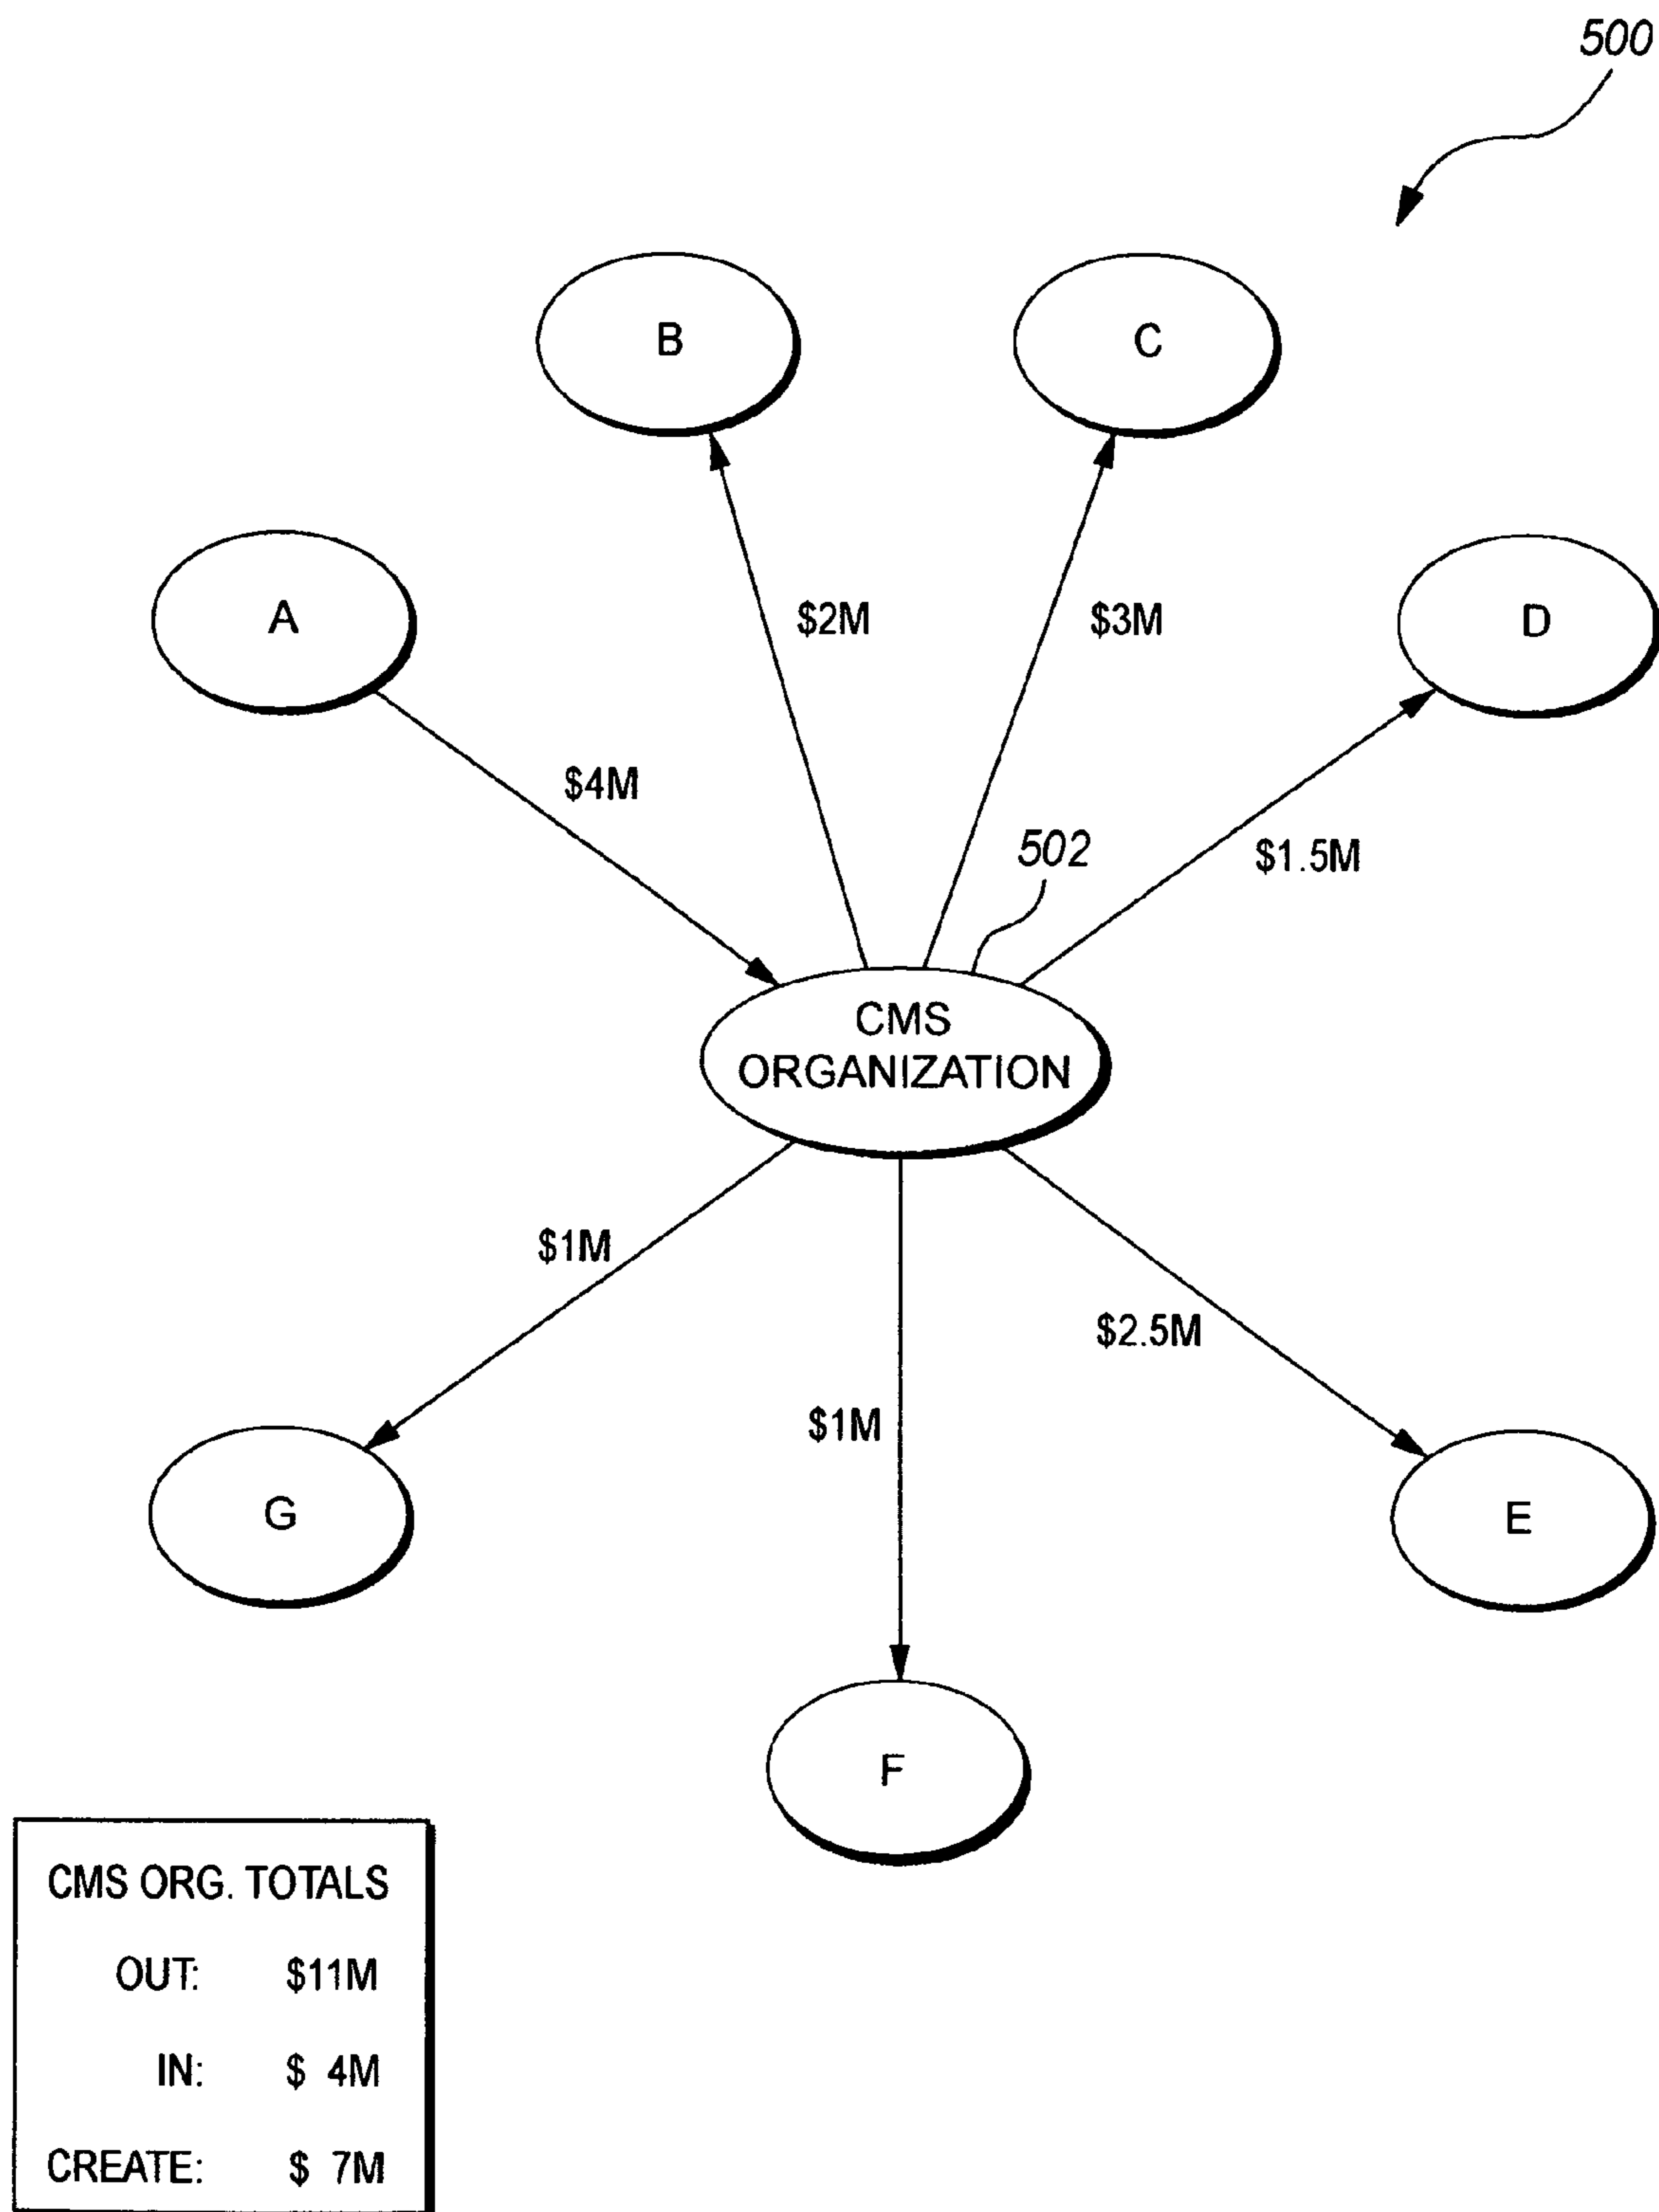 500
B
C
A
D
$2M
$3M
$4M
502
$1.5M
CMS
ORGANIZATION
$1M
$2.5M
$1M
G
E
F
CMS ORG. TOTALS
OUT: $11M
IN: $ 4M
CREATE: $ 7M